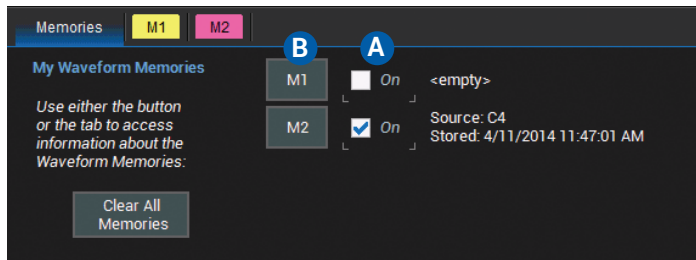 Memories M1 M2
B A
My Waveform Memories
M1 On <empty>
Use either the button
or the tab to access
information about the
Waveform Memories:
M2 On Source: C4
Stored: 4/11/2014 11:47:01 AM
Clear All
Memories